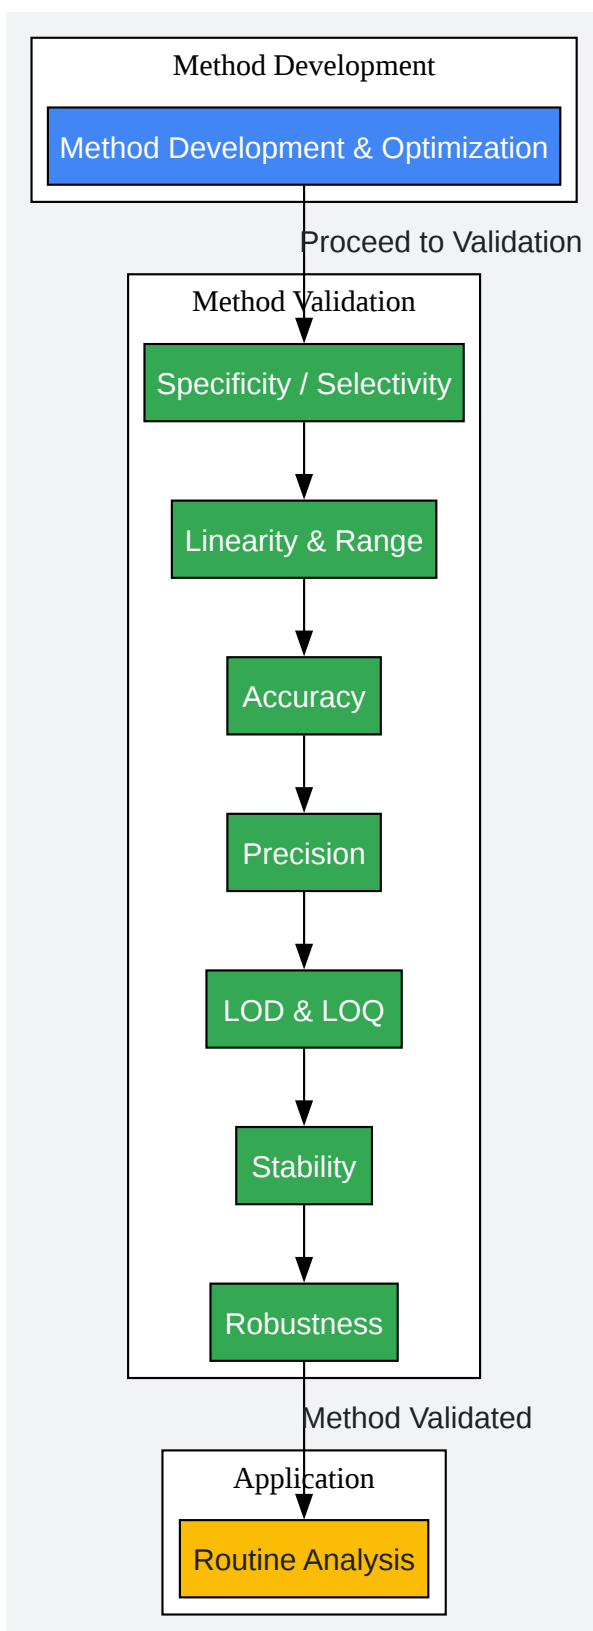 Method Development
Method Development & Optimization
Proceed to Validation
Method Validation
Specificity / Selectivity
Linearity & Range
Accuracy
Precision
LOD & LOQ
Stability
Robustness
Method Validated
Application
Routine Analysis